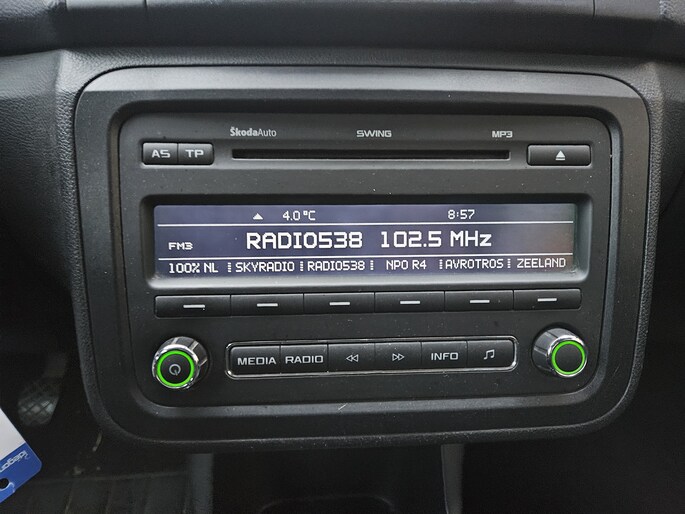 ŠkodaAuto SWING MP3
AS TP
4.0°C 8:57
FM3 RADIO538 102.5 MHz
100% NL SKYRADIO RADIO538 NPO R4 AVROTROS ZEELAND
MEDIA RADIO INFO